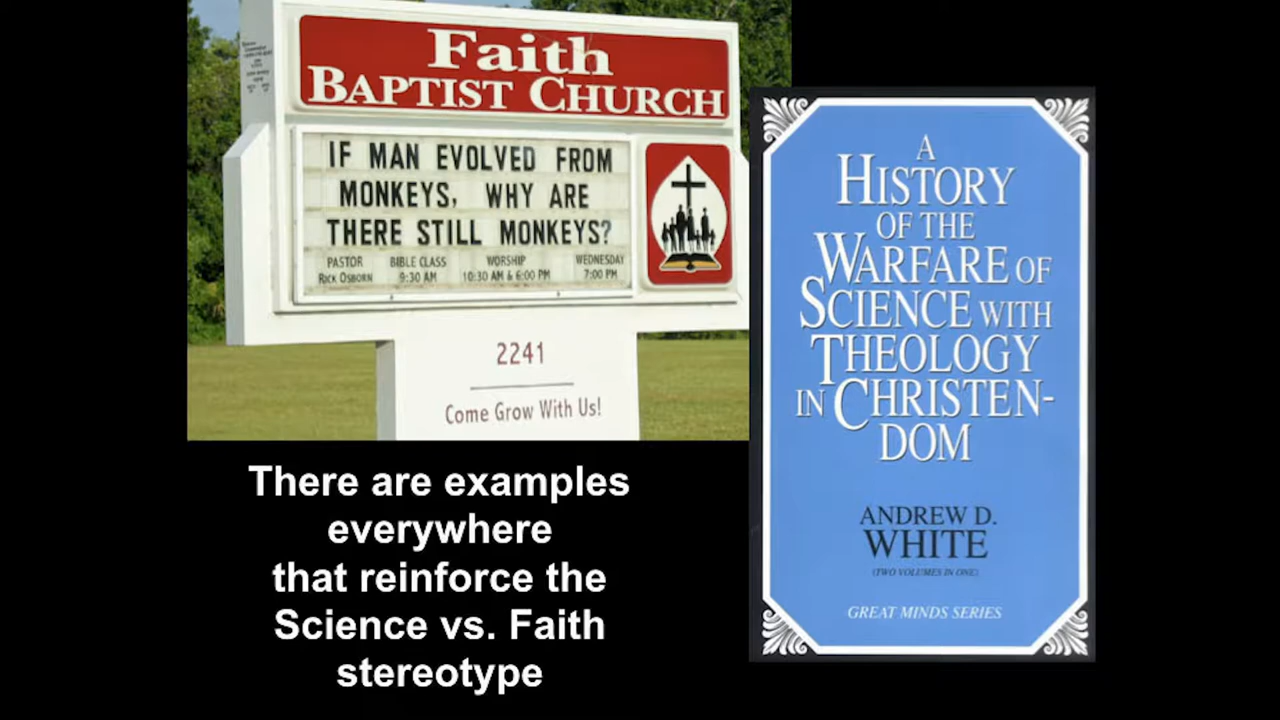 Faith
BAPTIST CHURCH
IF MAN EVOLVED FROM
MONKEYS, WHY ARE
THERE STILL MONKEYS?
PASTOR BIBLE CLASS WORSHIP WEDNESDAY
RICK OSBORN 9:30 AM 10:30 AM & 6:00 PM 7:00 PM
2241
Come Grow With Us!
There are examples
everywhere
that reinforce the
Science vs. Faith
stereotype
A
HISTORY
OF THE
WARFARE OF
SCIENCE WITH
THEOLOGY
IN CHRISTEN-
DOM
ANDREW D.
WHITE
(TWO VOLUMES IN ONE)
GREAT MINDS SERIES